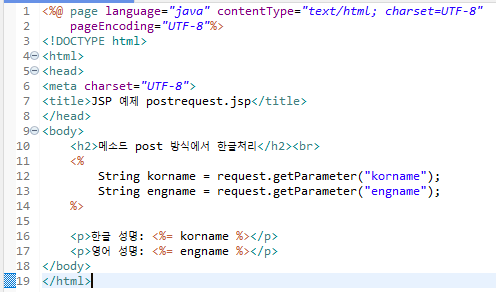 1 <%@ page language="java" contentType="text/html; charset=UTF-8"
2     pageEncoding="UTF-8"%>
3 <!DOCTYPE html>
4 <html>
5 <head>
6 <meta charset="UTF-8">
7 <title>JSP 예제 postrequest.jsp</title>
8 </head>
9 <body>
10     <h2>메소드 post 방식에서 한글처리</h2><br>
11     <%
12         String korname = request.getParameter("korname");
13         String engname = request.getParameter("engname");
14     %>
15
16     <p>한글 성명: <%= korname %></p>
17     <p>영어 성명: <%= engname %></p>
18 </body>
19 </html>